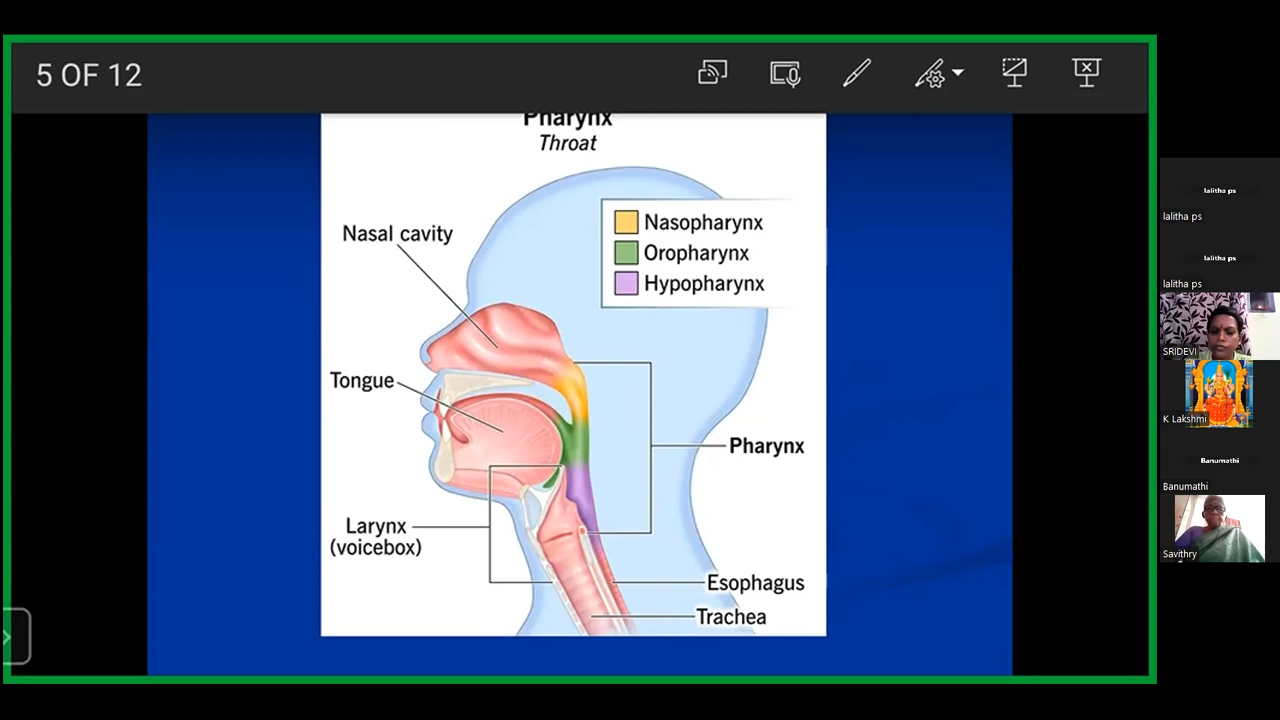 5 OF 12
Pharynx
Throat
Nasopharynx
Oropharynx
Hypopharynx
Nasal cavity
Tongue
Pharynx
Larynx
(voicebox)
Esophagus
Trachea
lalitha ps
lalitha ps
lalitha ps
lalitha ps
SRIDEVI
K Lakshmi
Banumathi
Banumathi
Savithry